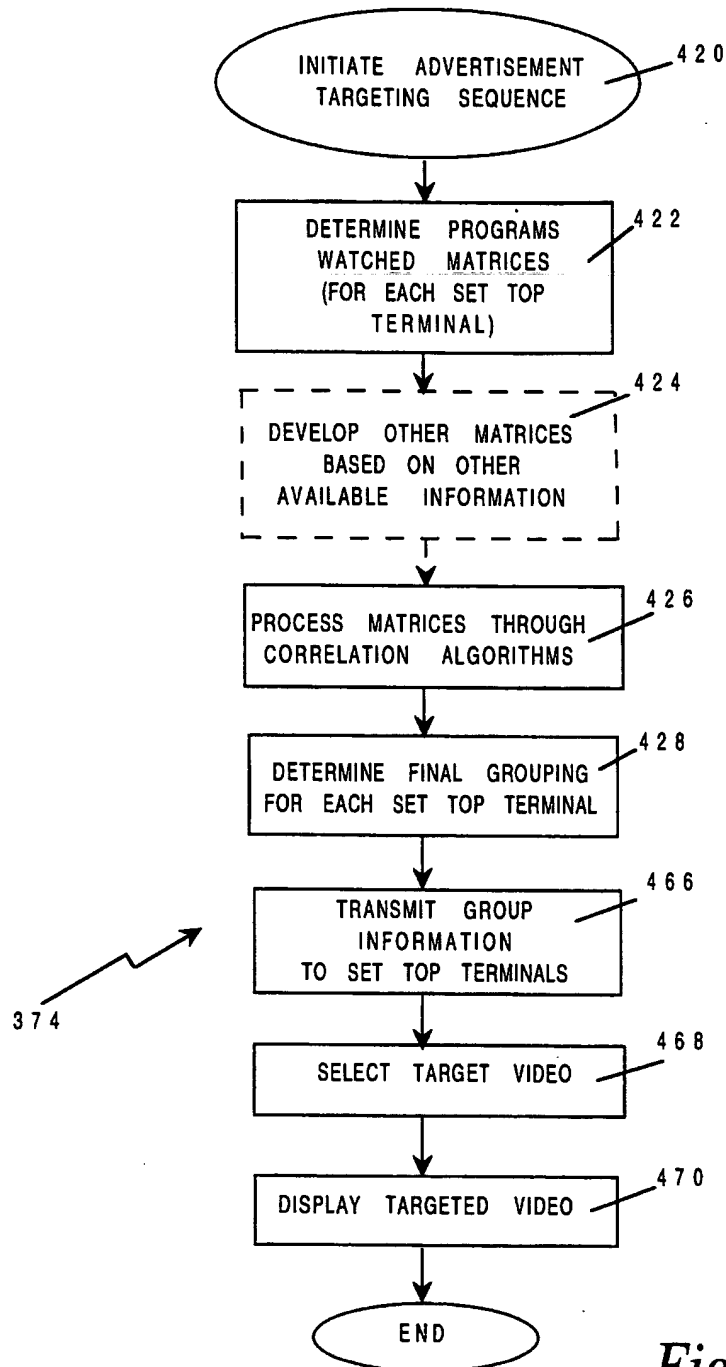 INITIATE ADVERTISEMENT
TARGETING SEQUENCE
420
DETERMINE PROGRAMS
WATCHED MATRICES
(FOR EACH SET TOP
TERMINAL)
422
DEVELOP OTHER MATRICES
BASED ON OTHER
AVAILABLE INFORMATION
424
PROCESS MATRICES THROUGH
CORRELATION ALGORITHMS
426
DETERMINE FINAL GROUPING
FOR EACH SET TOP TERMINAL
428
TRANSMIT GROUP
INFORMATION
TO SET TOP TERMINALS
466
374
SELECT TARGET VIDEO
468
DISPLAY TARGETED VIDEO
470
END